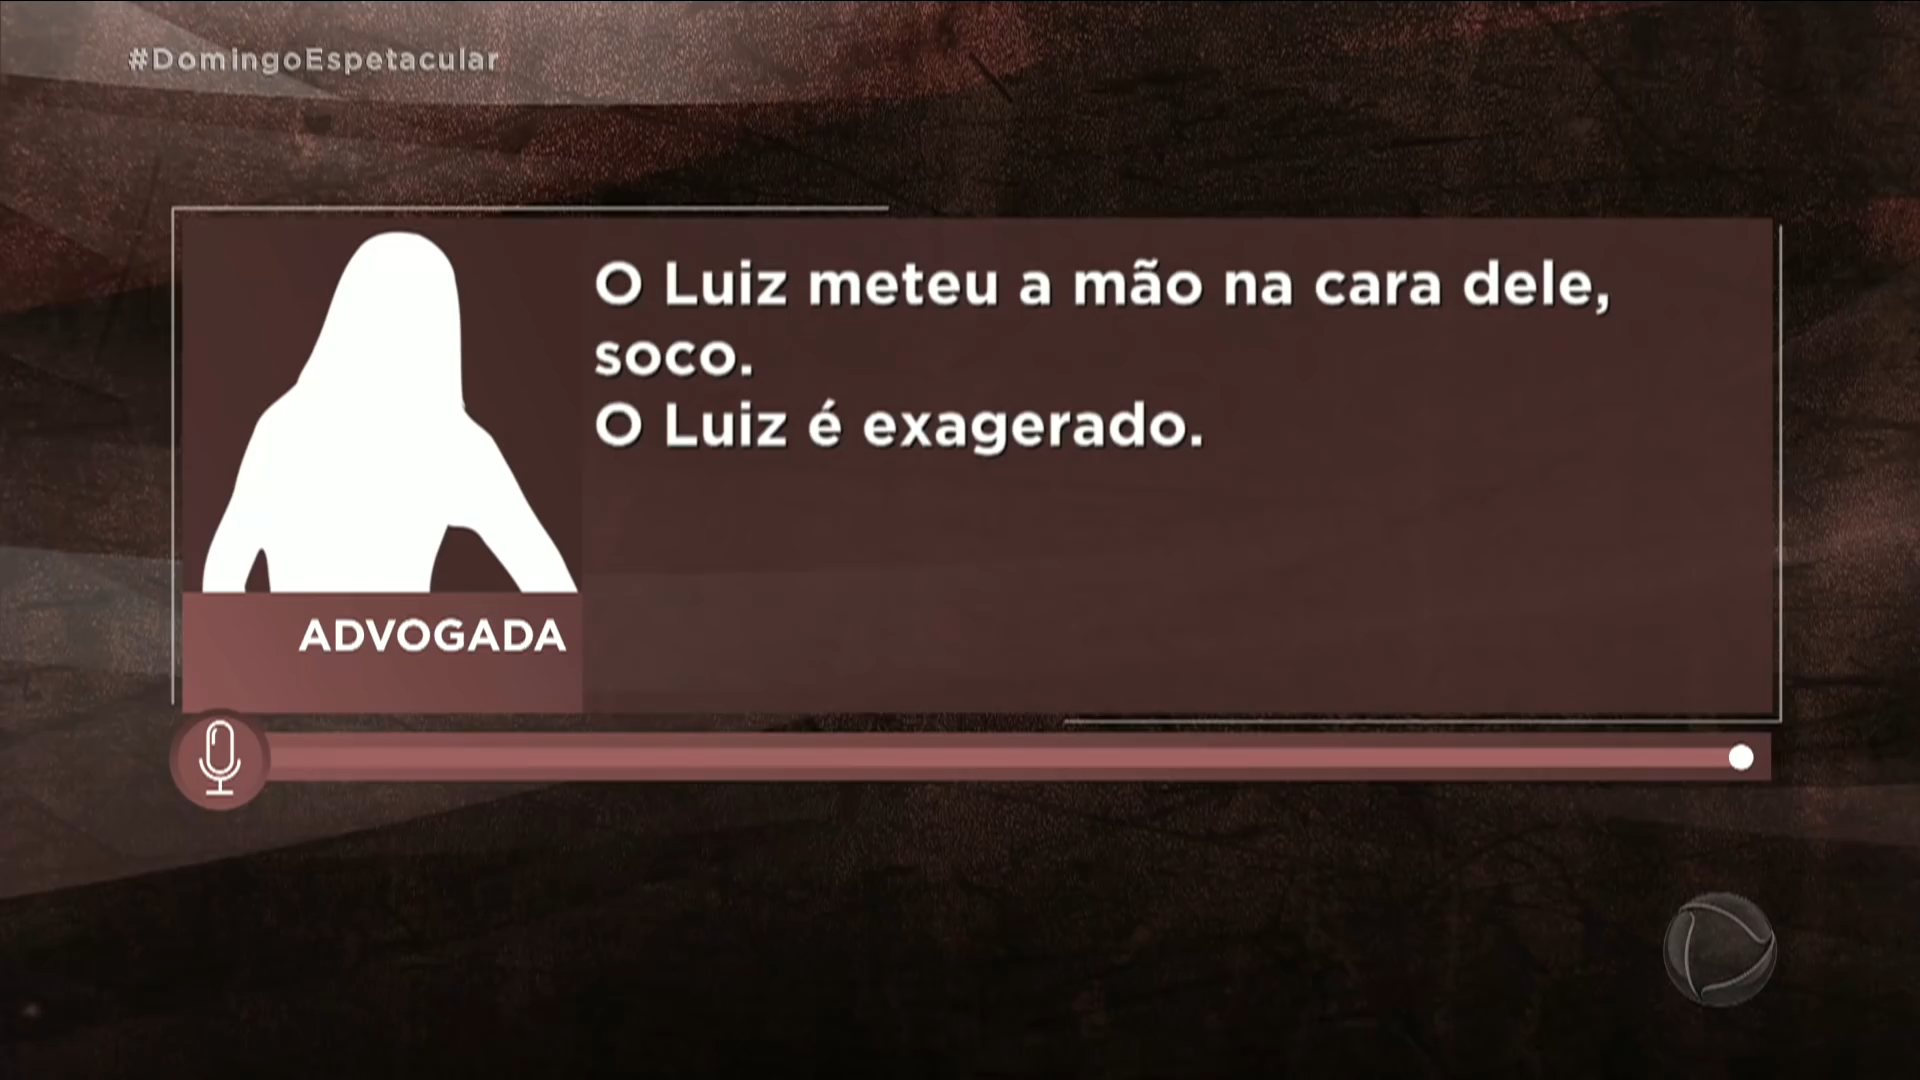 #DomingoEspetacular
O Luiz meteu a mão na cara dele,
soco.
O Luiz é exagerado.
ADVOGADA